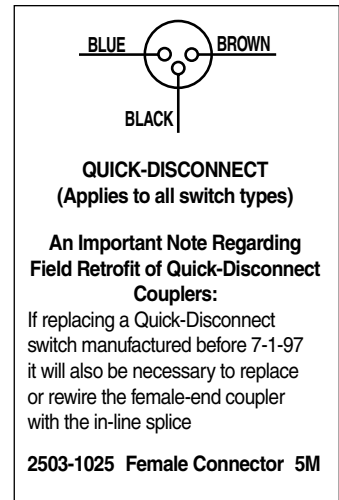 BLUE BROWN
BLACK
QUICK-DISCONNECT
(Applies to all switch types)
An Important Note Regarding
Field Retrofit of Quick-Disconnect
Couplers:
If replacing a Quick-Disconnect
switch manufactured before 7-1-97
it will also be necessary to replace
or rewire the female-end coupler
with the in-line splice
2503-1025 Female Connector 5M